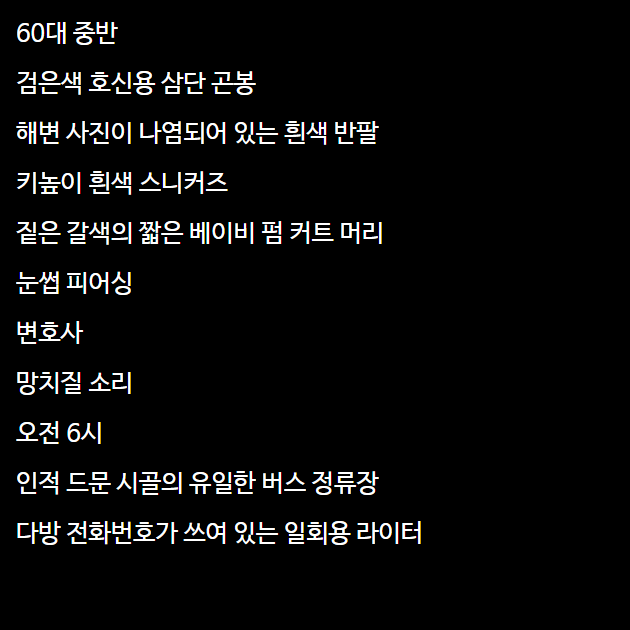 60대 중반
검은색 호신용 삼단 곤봉
해변 사진이 나염되어 있는 흰색 반팔
키높이 흰색 스니커즈
짙은 갈색의 짧은 베이비 펌 커트 머리
눈썹 피어싱
변호사
망치질 소리
오전 6시
인적 드문 시골의 유일한 버스 정류장
다방 전화번호가 쓰여 있는 일회용 라이터